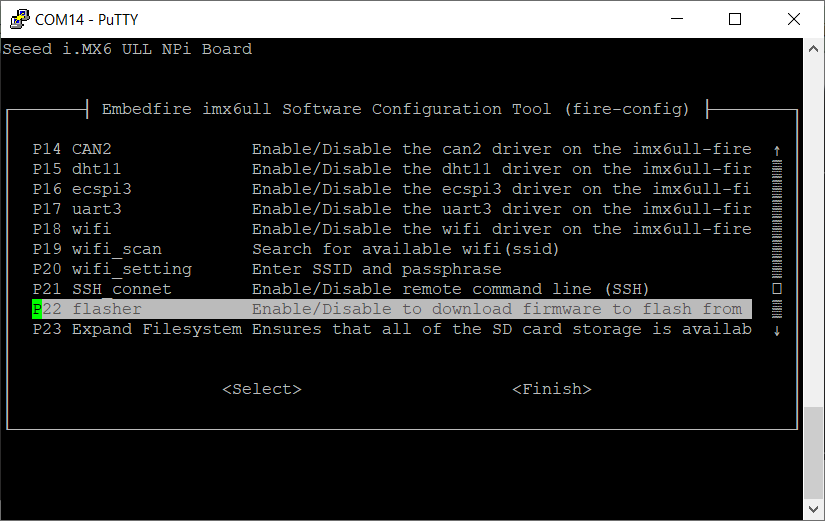 COM14 - PuTTY
Seeed i.MX6 ULL NPi Board
Embedfire imx6ull Software Configuration Tool (fire-config)
P14 CAN2 Enable/Disable the can2 driver on the imx6ull-fire
P15 dht11 Enable/Disable the dht11 driver on the imx6ull-fir
P16 ecspi3 Enable/Disable the ecspi3 driver on the imx6ull-fi
P17 uart3 Enable/Disable the uart3 driver on the imx6ull-fir
P18 wifi Enable/Disable the wifi driver on the imx6ull-fire
P19 wifi_scan Search for available wifi(ssid)
P20 wifi_setting Enter SSID and passphrase
P21 SSH_connet Enable/Disable remote command line (SSH)
P22 flasher Enable/Disable to download firmware to flash from
P23 Expand Filesystem Ensures that all of the SD card storage is availab
<Select> <Finish>